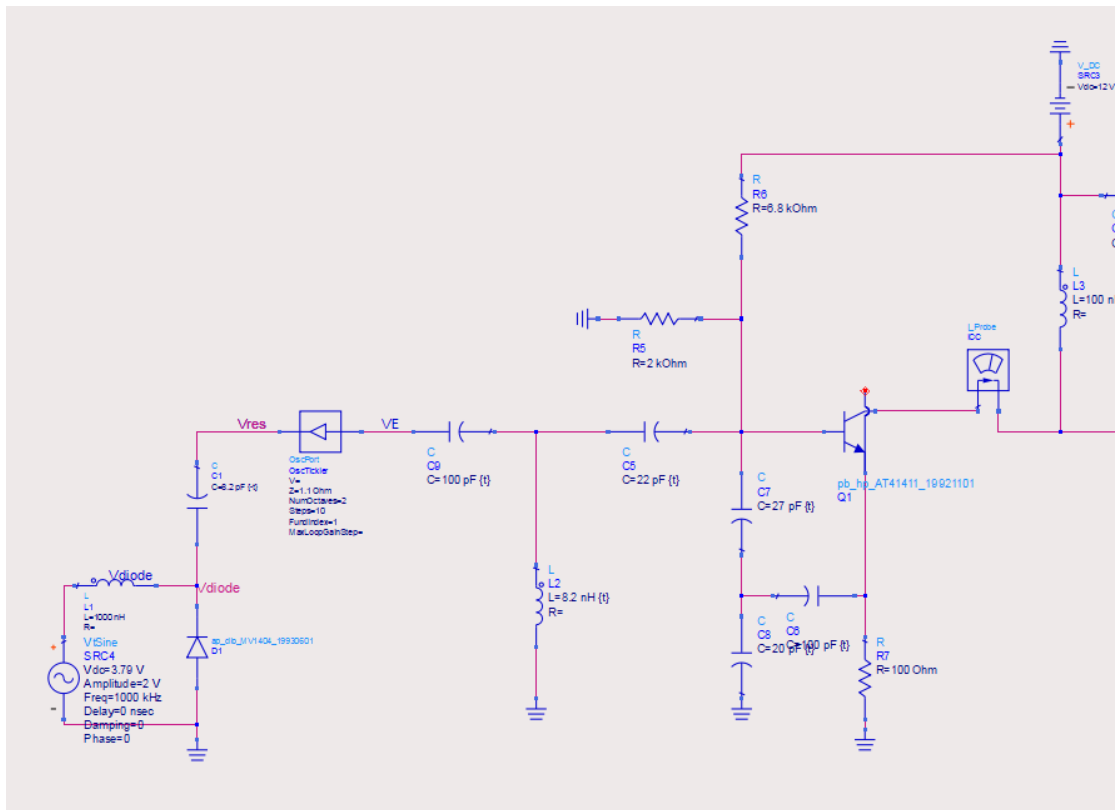 V_DC
SRC3
Vdc=12 V
R
R6
R=6.8 kOhm
L
L3
L=100 n
R=
I_Probe
IDC
R
R5
R=2 kOhm
Vres
VE
OscPort
OscTickler
V=
Z=1.1 Ohm
NumOctaves=2
Steps=10
FundIndex=1
MaxLoopGainStep=
C
C9
C=100 pF {t}
C
C5
C=22 pF {t}
C
C1
C=8.2 pF {t}
C
C7
C=27 pF {t}
pb_hp_AT41411_19921101
Q1
Vdiode
Vdiode
L
L1
L=1000 nH
R=
L
L2
L=8.2 nH {t}
R=
C
C6
C=100 pF {t}
C
C8
C=20 pF {t}
R
R7
R=100 Ohm
ap_dio_MV1404_19930601
D1
VtSine
SRC4
Vdc=3.79 V
Amplitude=2 V
Freq=1000 kHz
Delay=0 nsec
Damping=0
Phase=0